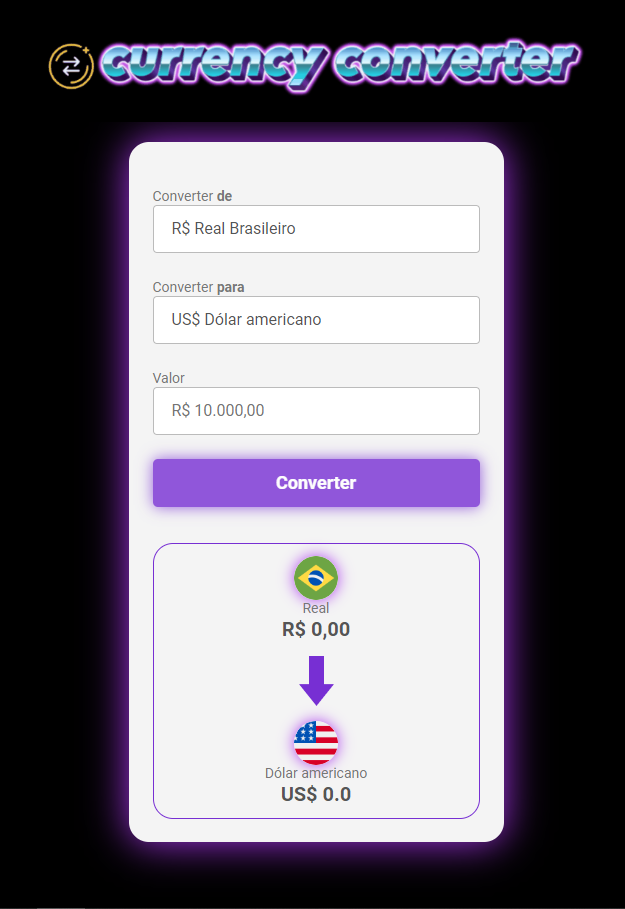 currency converter
Converter de
R$ Real Brasileiro
Converter para
US$ Dólar americano
Valor
R$ 10.000,00
Converter
Real
R$ 0,00
Dólar americano
US$ 0.0